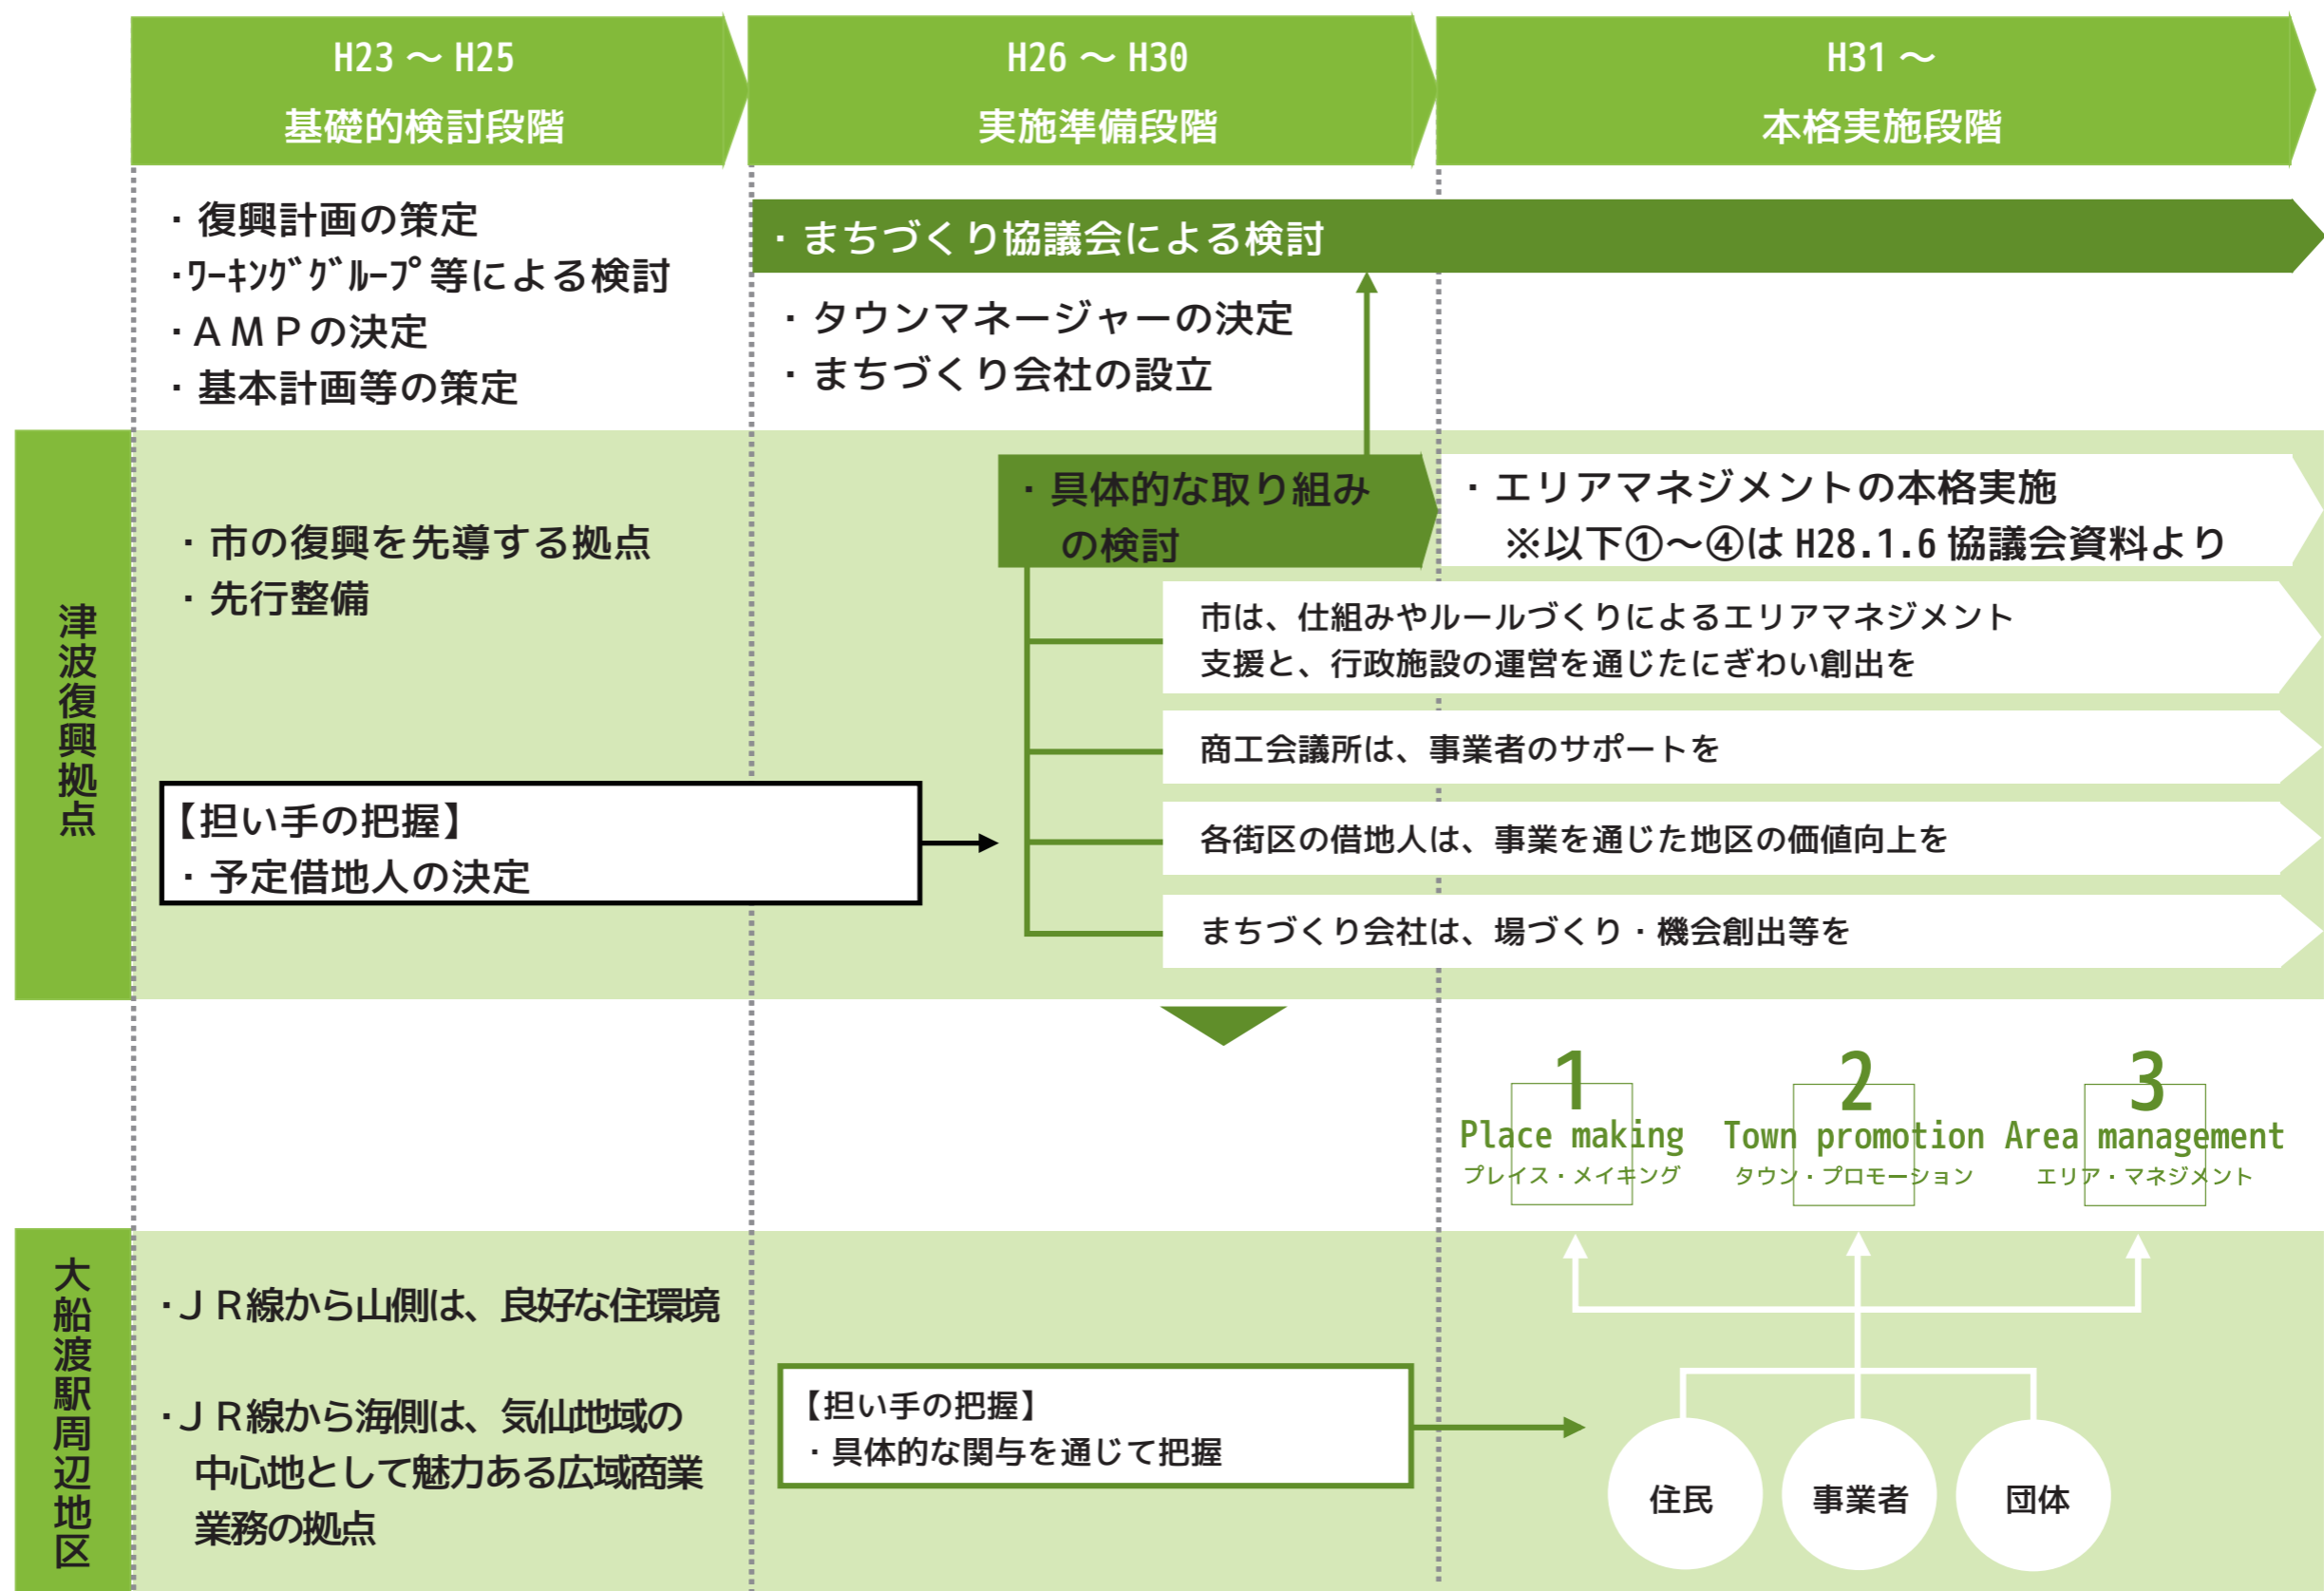 H23 ～ H25
基礎的検討段階
H26 ～ H30
実施準備段階
H31 ～
本格実施段階
・復興計画の策定
・ﾜｰｷﾝｸﾞｸﾞﾙｰﾌﾟ等による検討
・ＡＭＰの決定
・基本計画等の策定
・まちづくり協議会による検討
・タウンマネージャーの決定
・まちづくり会社の設立
津波復興拠点
・市の復興を先導する拠点
・先行整備
【担い手の把握】
・予定借地人の決定
・具体的な取り組み
の検討
・エリアマネジメントの本格実施
※以下①～④は H28.1.6 協議会資料より
市は、仕組みやルールづくりによるエリアマネジメント
支援と、行政施設の運営を通じたにぎわい創出を
商工会議所は、事業者のサポートを
各街区の借地人は、事業を通じた地区の価値向上を
まちづくり会社は、場づくり・機会創出等を
1
Place making
プレイス・メイキング
2
Town promotion
タウン・プロモーション
3
Area management
エリア・マネジメント
大船渡駅周辺地区
・ＪＲ線から山側は、良好な住環境
・ＪＲ線から海側は、気仙地域の
中心地として魅力ある広域商業
業務の拠点
【担い手の把握】
・具体的な関与を通じて把握
住民
事業者
団体